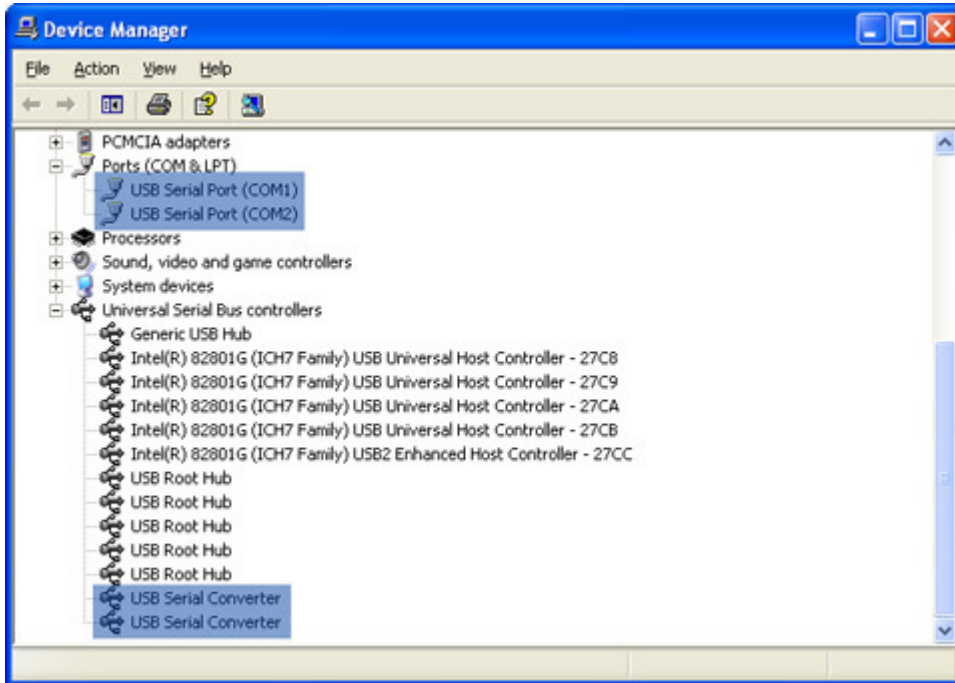 Device Manager
File Action View Help
PCMCIA adapters
Ports (COM & LPT)
USB Serial Port (COM1)
USB Serial Port (COM2)
Processors
Sound, video and game controllers
System devices
Universal Serial Bus controllers
Generic USB Hub
Intel(R) 82801G (ICH7 Family) USB Universal Host Controller - 27C8
Intel(R) 82801G (ICH7 Family) USB Universal Host Controller - 27C9
Intel(R) 82801G (ICH7 Family) USB Universal Host Controller - 27CA
Intel(R) 82801G (ICH7 Family) USB Universal Host Controller - 27CB
Intel(R) 82801G (ICH7 Family) USB2 Enhanced Host Controller - 27CC
USB Root Hub
USB Root Hub
USB Root Hub
USB Root Hub
USB Root Hub
USB Serial Converter
USB Serial Converter